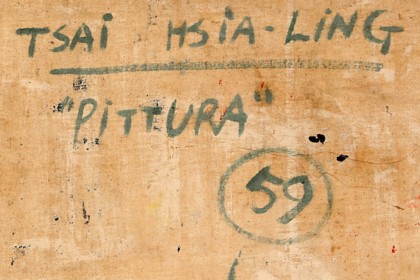 TSAI HSiA-LiNG
"PiTTURA"
59